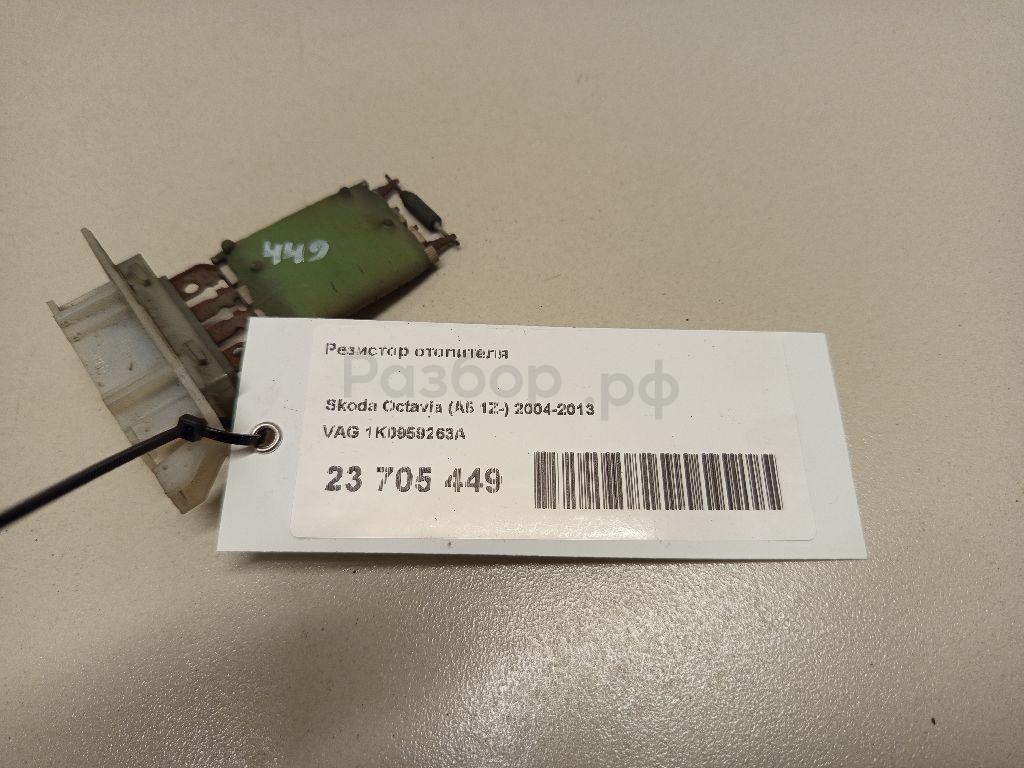 449
Резистор отопителя
Разбор.рф
Skoda Octavia (A5 1Z-) 2004-2013
VAG 1K0959263A
23 705 449